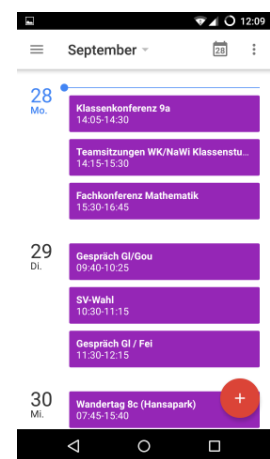 12:09
September
28
28
Mo.
Klassenkonferenz 9a
14:05-14:30
Teamsitzungen WK/NaWi Klassenstu...
14:15-15:30
Fachkonferenz Mathematik
15:30-16:45
29
Di.
Gespräch Gl/Gou
09:40-10:25
SV-Wahl
10:30-11:15
Gespräch Gl / Fei
11:30-12:15
30
Mi.
Wandertag 8c (Hansapark)
07:45-15:40
+